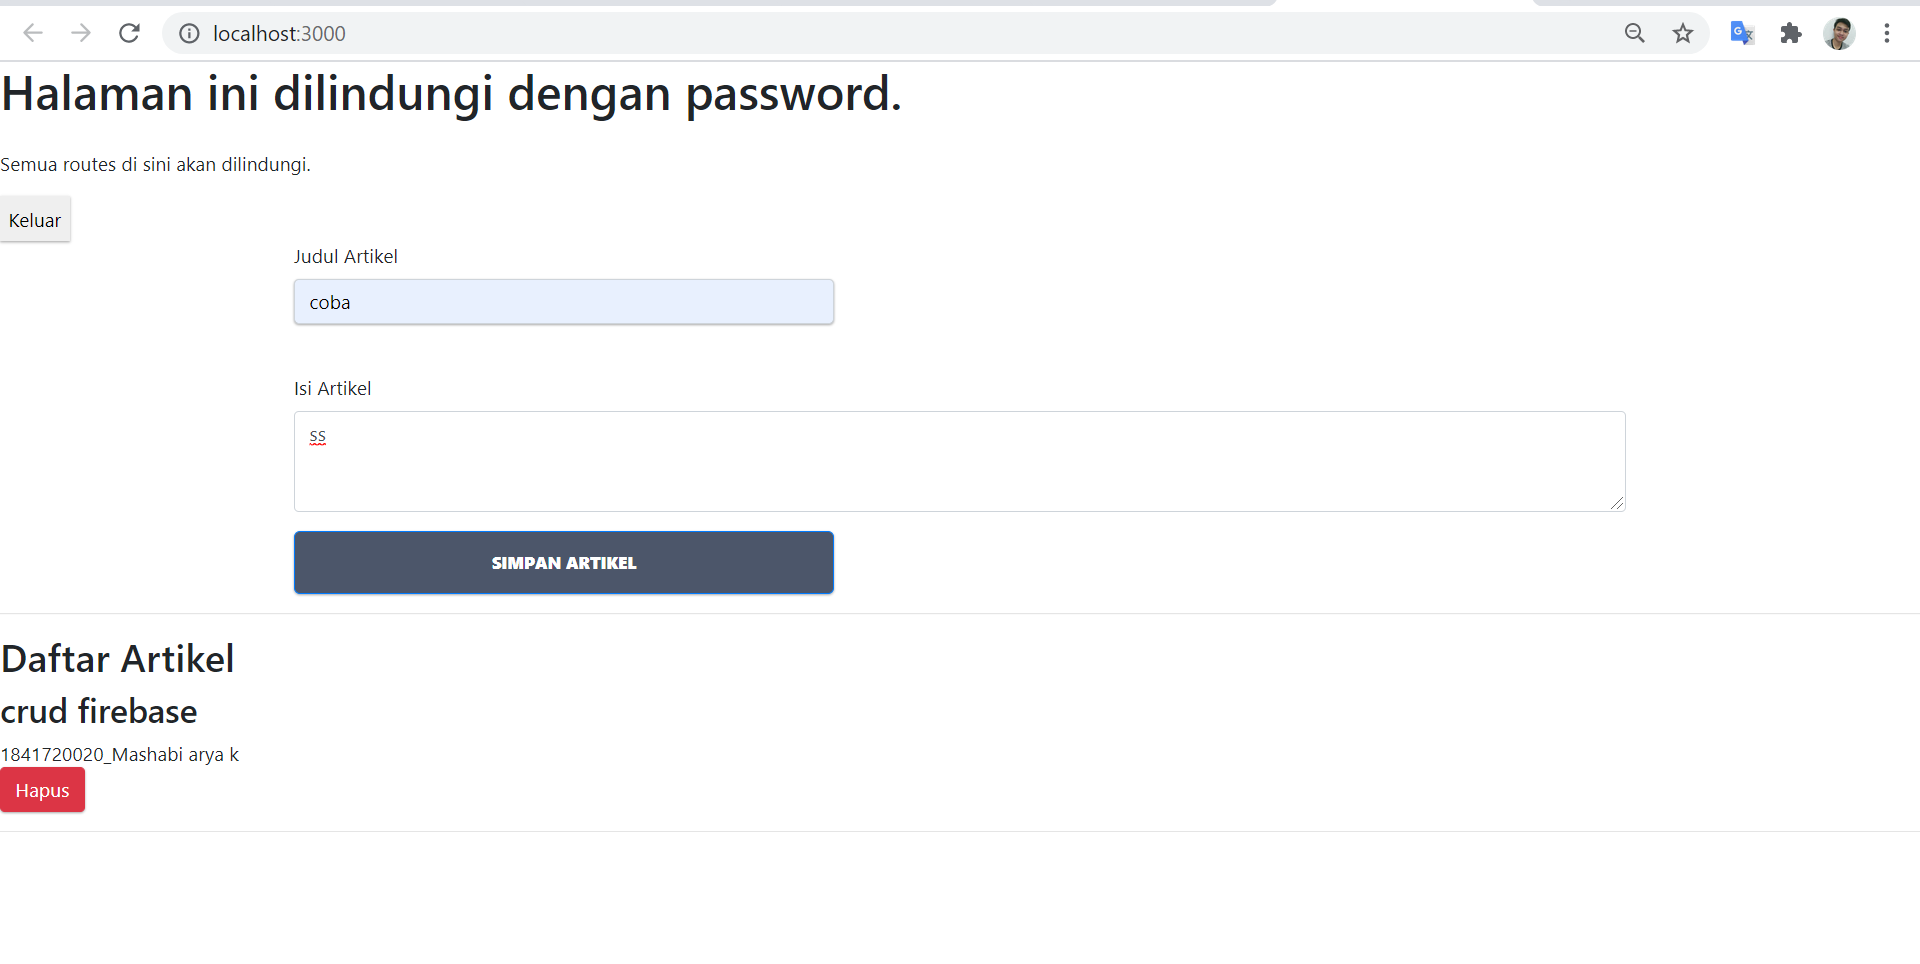 localhost:3000
Halaman ini dilindungi dengan password.
Semua routes di sini akan dilindungi.
Keluar
Judul Artikel
coba
Isi Artikel
ss
SIMPAN ARTIKEL
Daftar Artikel
crud firebase
1841720020_Mashabi arya k
Hapus